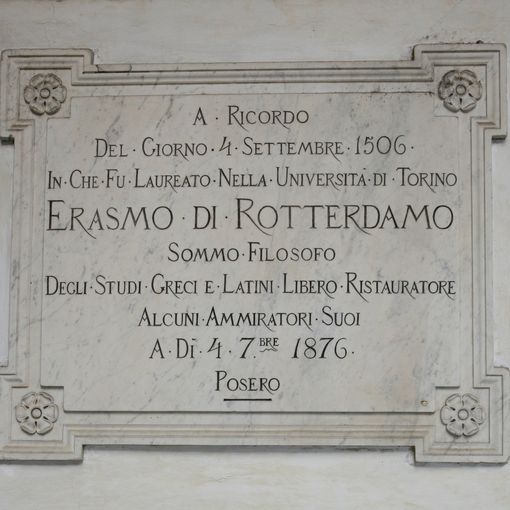 A · RICORDO
DEL · GIORNO · 4 · SETTEMBRE · 1506 ·
IN · CHE · FU · LAUREATO · NELLA · UNIVERSITÀ · DI · TORINO
ERASMO · DI · ROTTERDAMO
SOMMO · FILOSOFO
DEGLI · STUDI · GRECI E · LATINI · LIBERO · RISTAURATORE
ALCUNI · AMMIRATORI · SUOI
A · DÌ · 4 · 7.BRE 1876 ·
POSERO